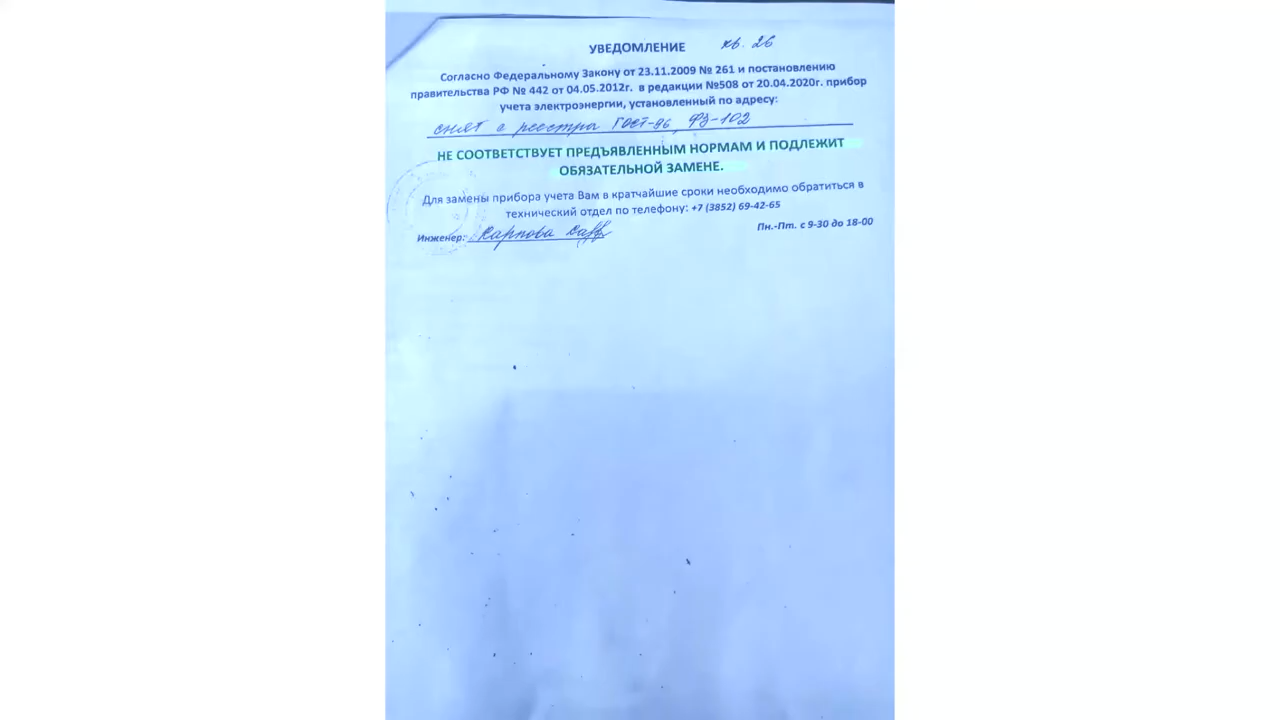 УВЕДОМЛЕНИЕ кв. 26
Согласно Федеральному Закону от 23.11.2009 № 261 и постановлению
правительства РФ № 442 от 04.05.2012г. в редакции №508 от 20.04.2020г. прибор
учета электроэнергии, установленный по адресу:
снят с реестра ГОСТ-96, ФЗ-102
НЕ СООТВЕТСТВУЕТ ПРЕДЪЯВЛЕННЫМ НОРМАМ И ПОДЛЕЖИТ
ОБЯЗАТЕЛЬНОЙ ЗАМЕНЕ.
Для замены прибора учета Вам в кратчайшие сроки необходимо обратиться в
технический отдел по телефону: +7 (3852) 69-42-65
Пн.-Пт. с 9-30 до 18-00
Инженер: Карпова